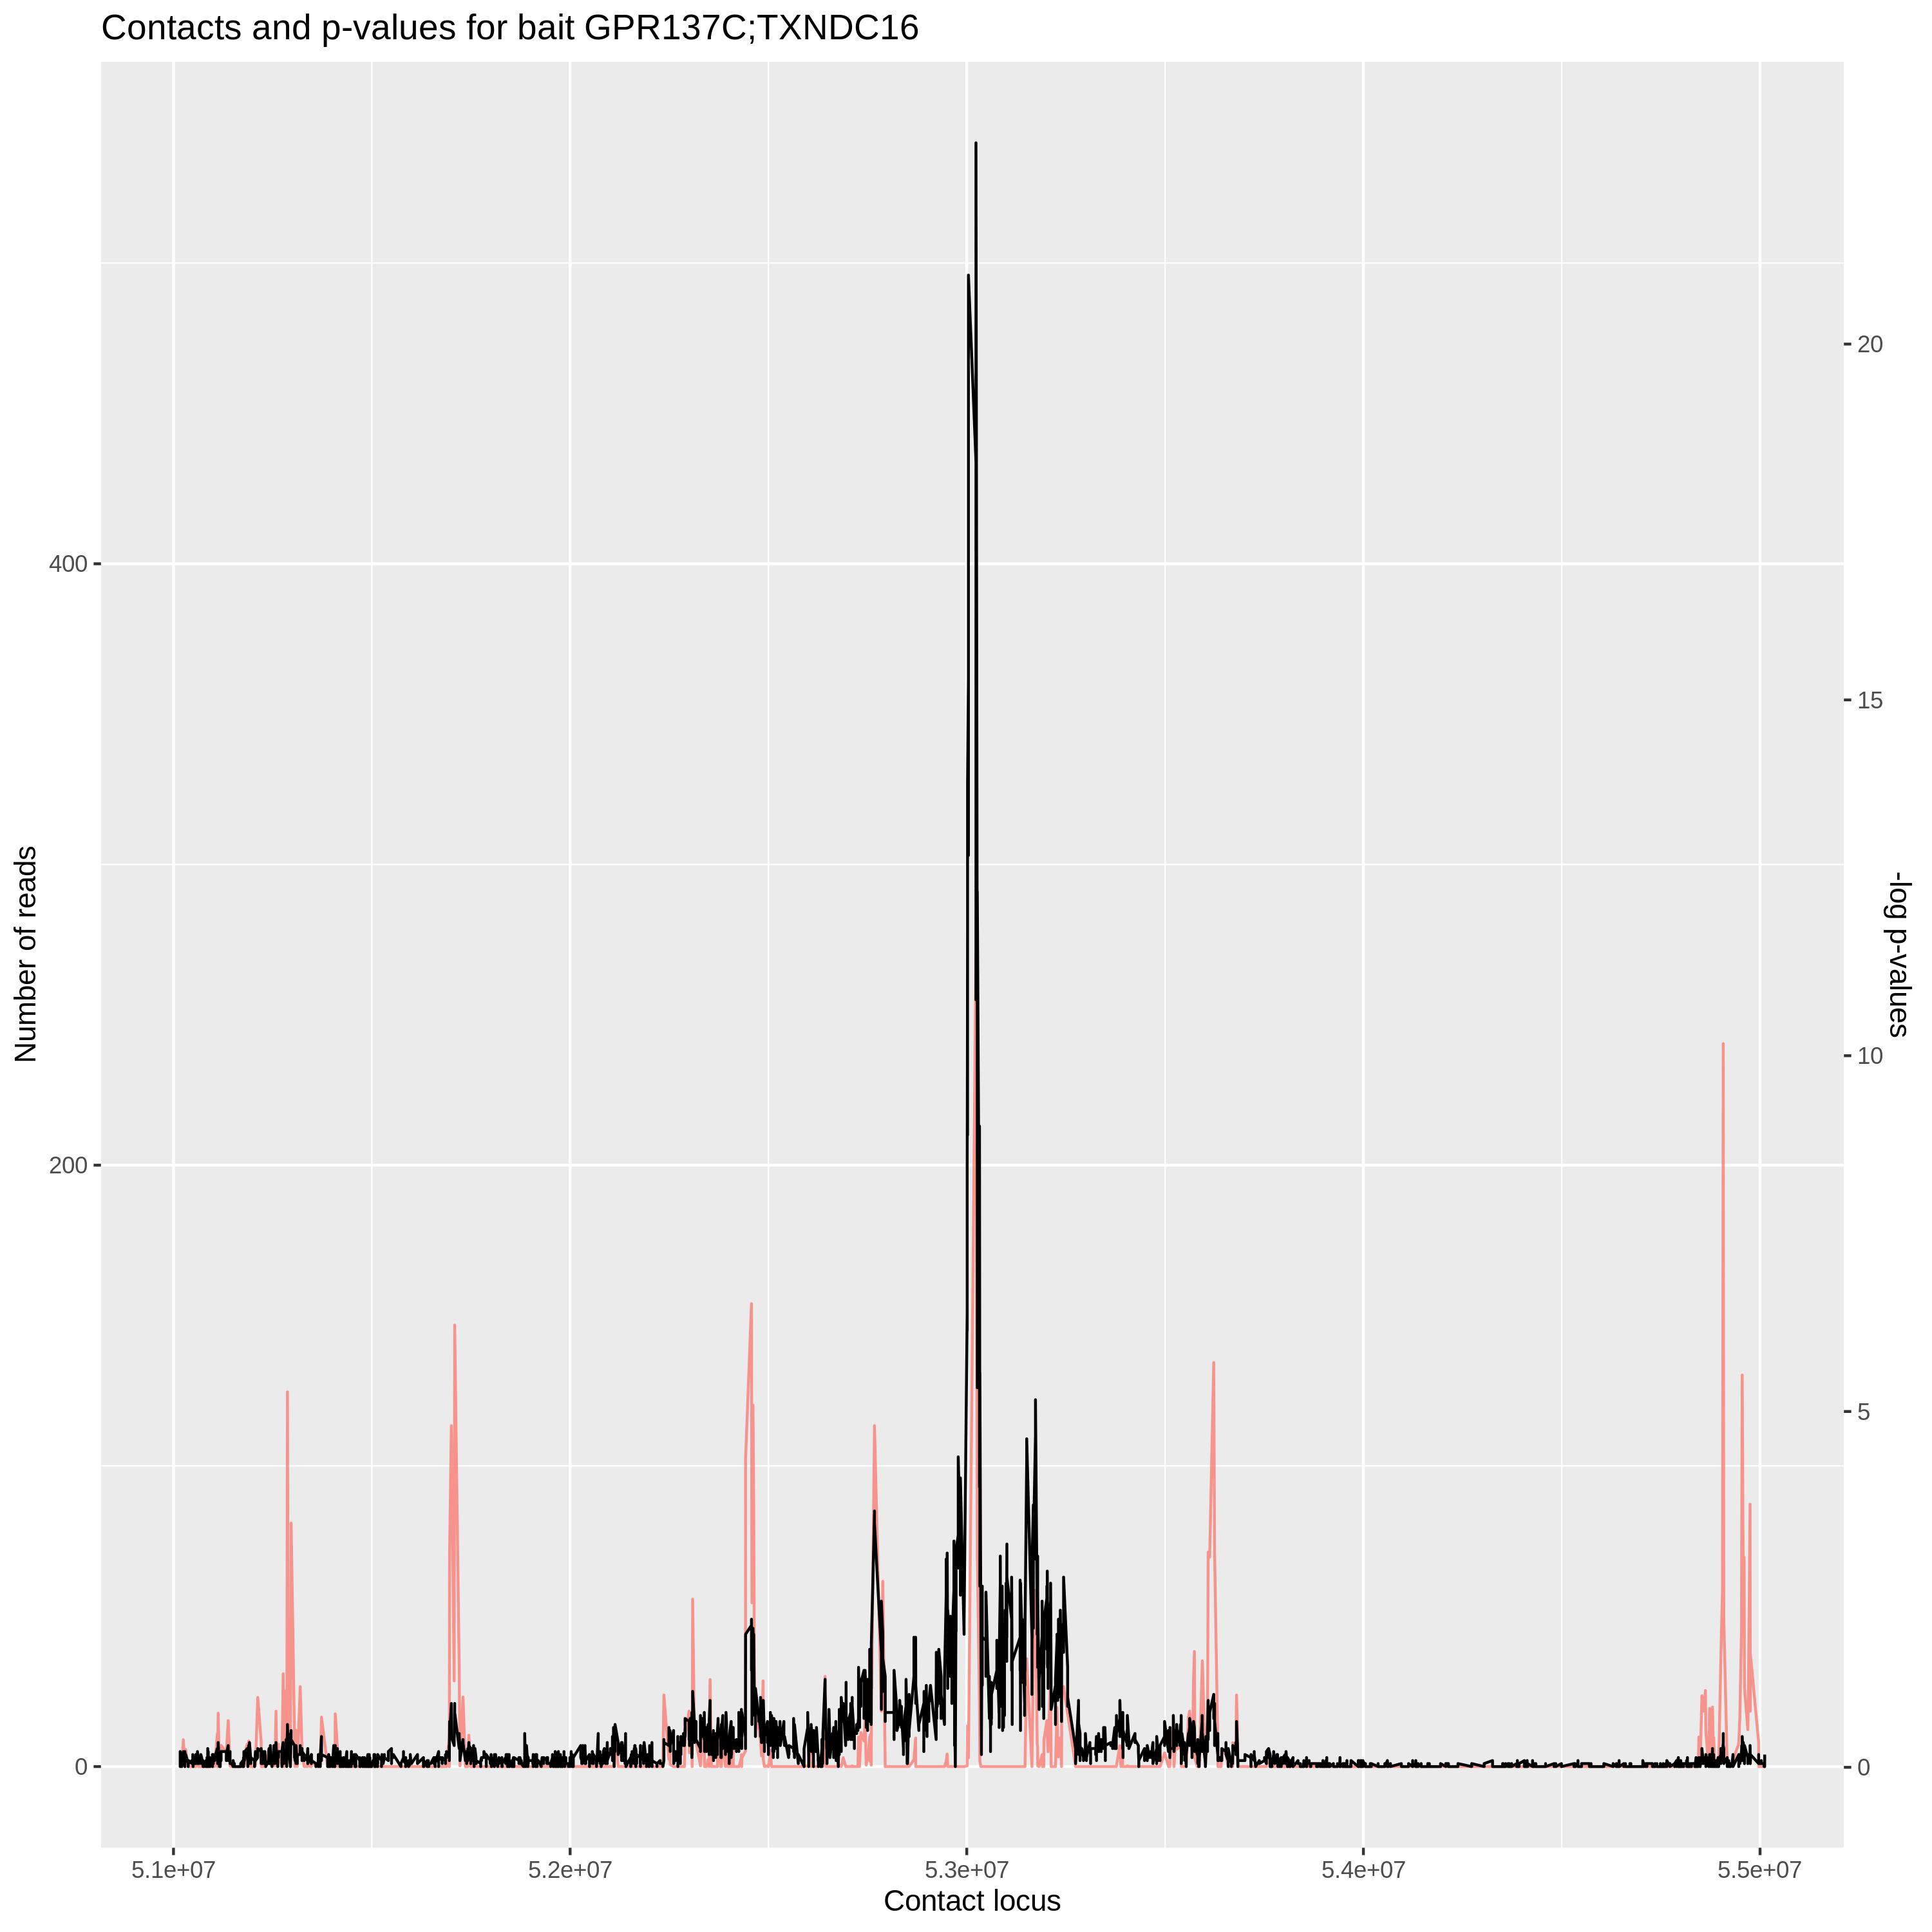 Contacts and p-values for bait GPR137C;TXNDC16
Number of reads
400
200
0
20
15
10
5
0
-log p-values
5.1e+07
5.2e+07
5.3e+07
5.4e+07
5.5e+07
Contact locus